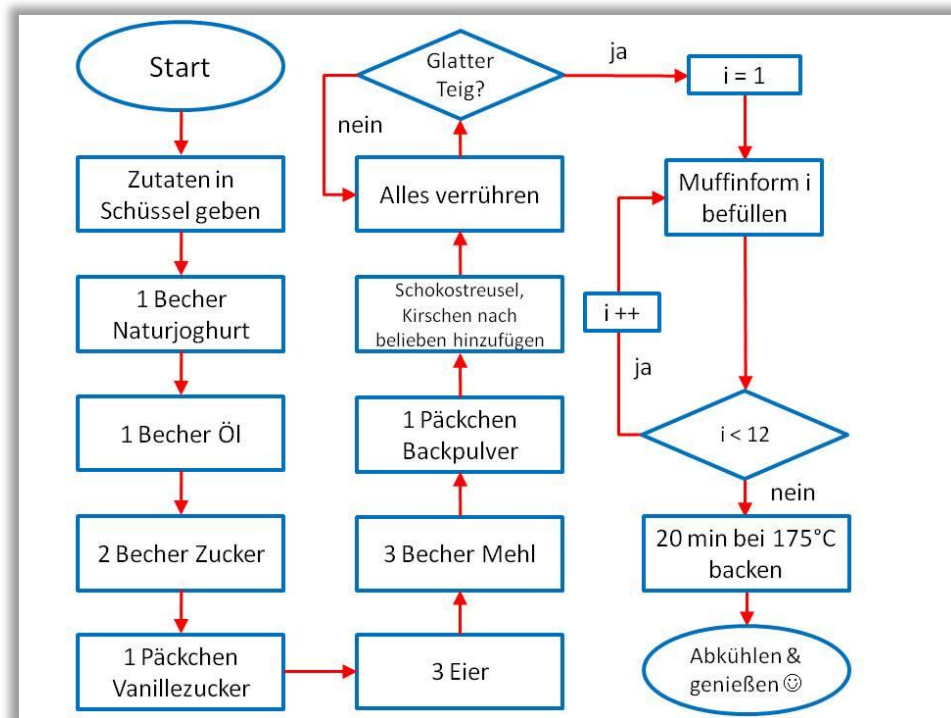 Start
Zutaten in
Schüssel geben
1 Becher
Naturjoghurt
1 Becher Öl
2 Becher Zucker
1 Päckchen
Vanillezucker
3 Eier
3 Becher Mehl
1 Päckchen
Backpulver
Schokostreusel,
Kirschen nach
belieben hinzufügen
Alles verrühren
Glatter
Teig?
nein
ja
i = 1
Muffinform i
befüllen
i < 12
ja
i ++
nein
20 min bei 175°C
backen
Abkühlen &
genießen ☺